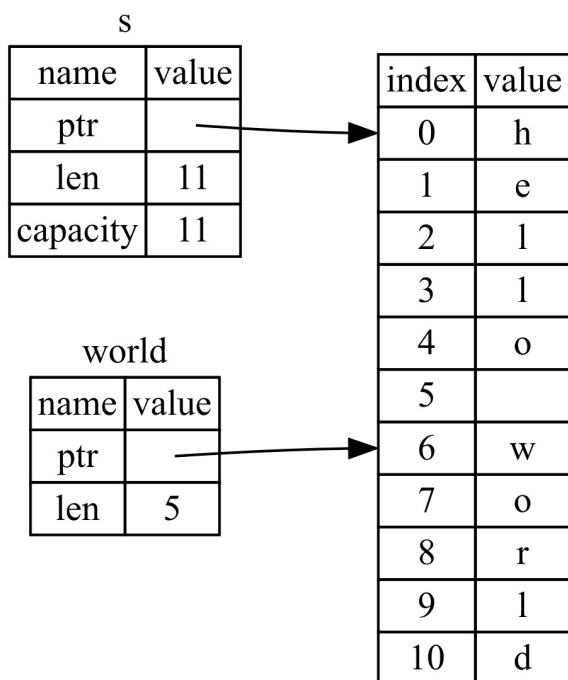 s
name value
ptr
len 11
capacity 11
world
name value
ptr
len 5
index value
0 h
1 e
2 l
3 l
4 o
5
6 w
7 o
8 r
9 l
10 d